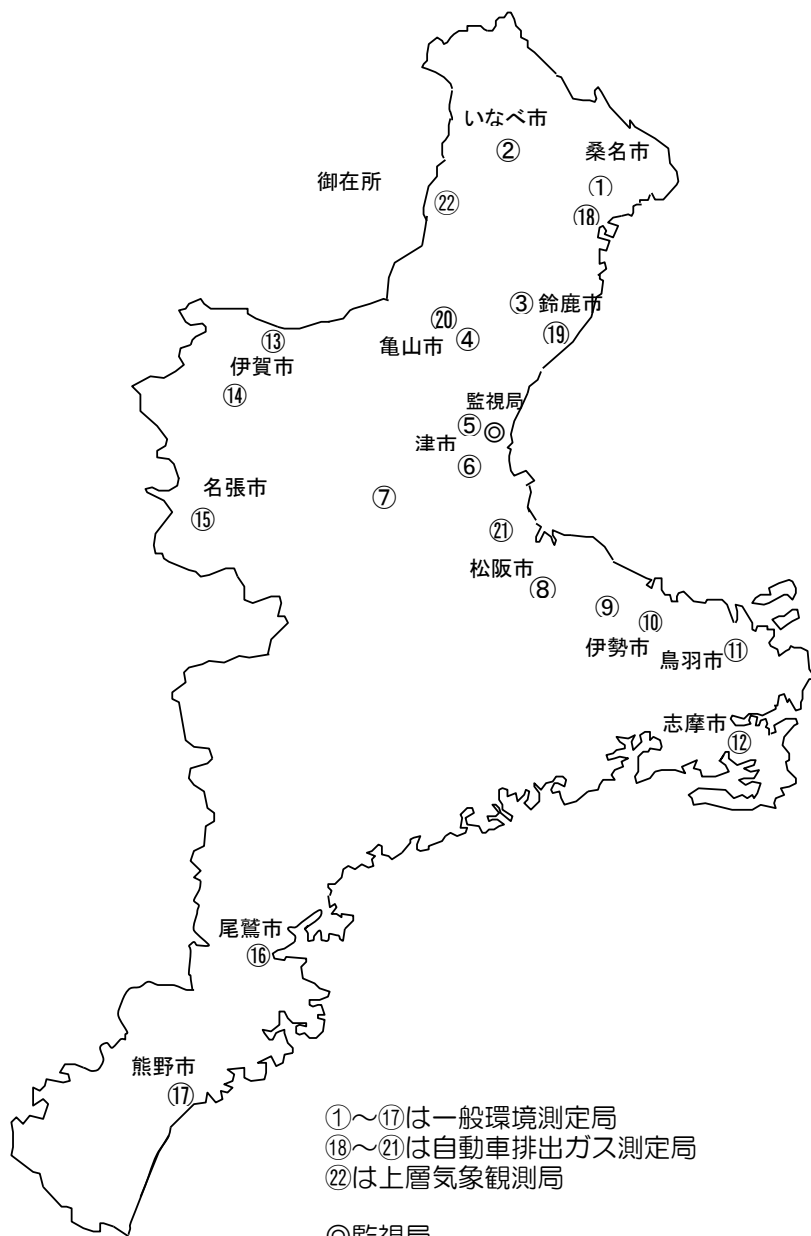 いなべ市
②
桑名市
御在所
①
㉒
⑱
③鈴鹿市
⑳
⑲
⑬
亀山市④
伊賀市
⑭
監視局
⑤◎
津市
⑥
名張市
⑦
⑮
㉑
松阪市
⑧
⑨
⑩
伊勢市
鳥羽市⑪
志摩市
⑫
尾鷲市
⑯
熊野市
⑰
①～⑰は一般環境測定局
⑱～㉑は自動車排出ガス測定局
㉒は上層気象観測局
◎監視局